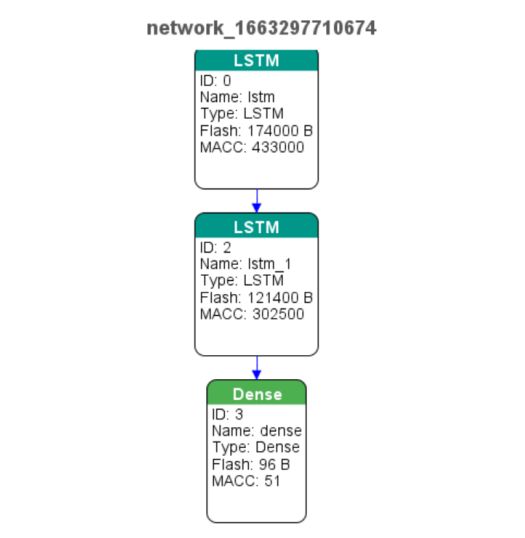 network_1663297710674
LSTM
ID: 0
Name: lstm
Type: LSTM
Flash: 174000 B
MACC: 433000
LSTM
ID: 2
Name: lstm_1
Type: LSTM
Flash: 121400 B
MACC: 302500
Dense
ID: 3
Name: dense
Type: Dense
Flash: 96 B
MACC: 51